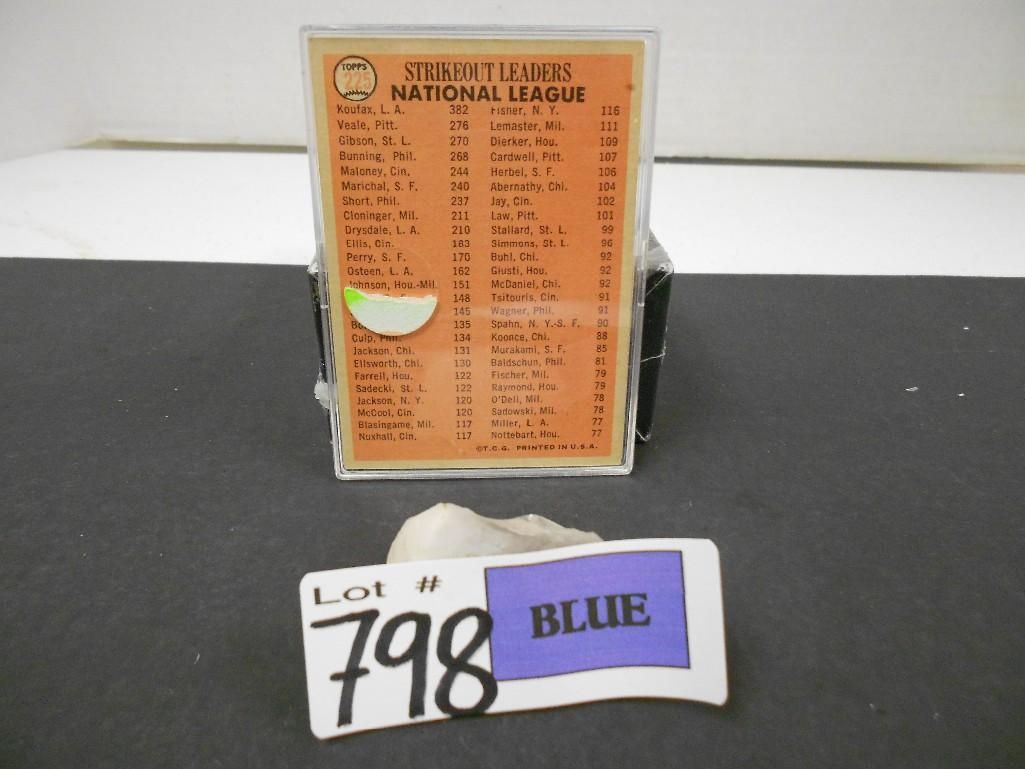 TOPPS
225
STRIKEOUT LEADERS
NATIONAL LEAGUE
Koufax, L. A. 382
Veale, Pitt. 276
Gibson, St. L. 270
Bunning, Phil. 268
Maloney, Cin. 244
Marichal, S. F. 240
Short, Phil. 237
Cloninger, Mil. 211
Drysdale, L. A. 210
Ellis, Cin. 183
Perry, S. F. 170
Osteen, L. A. 162
Johnson, Hou.-Mil. 151
148
145
135
Culp, Phil. 134
Jackson, Chi. 131
Ellsworth, Chi. 130
Farrell, Hou. 122
Sadecki, St. L. 122
Jackson, N. Y. 120
McCool, Cin. 120
Blasingame, Mil. 117
Nuxhall, Cin. 117
Fisher, N. Y. 116
Lemaster, Mil. 111
Dierker, Hou. 109
Cardwell, Pitt. 107
Herbel, S. F. 106
Abernathy, Chi. 104
Jay, Cin. 102
Law, Pitt. 101
Stallard, St. L. 99
Simmons, St. L. 96
Buhl, Chi. 92
Giusti, Hou. 92
McDaniel, Chi. 92
Tsitouris, Cin. 91
Wagner, Phil. 91
Spahn, N. Y.-S. F. 90
Koonce, Chi. 88
Murakami, S. F. 85
Baldschun, Phil. 81
Fischer, Mil. 79
Raymond, Hou. 79
O'Dell, Mil. 78
Sadowski, Mil. 78
Miller, L. A. 77
Nottebart, Hou. 77
©T.C.G. PRINTED IN U.S.A.
Lot #
798
BLUE